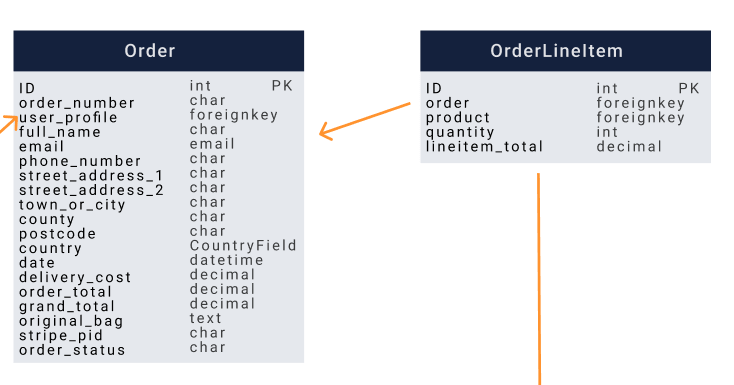 Order
ID int PK
order_number char
user_profile foreignkey
full_name char
email email
phone_number char
street_address_1 char
street_address_2 char
town_or_city char
county char
postcode char
country CountryField
date datetime
delivery_cost decimal
order_total decimal
grand_total decimal
original_bag text
stripe_pid char
order_status char
OrderLineItem
ID int PK
order foreignkey
product foreignkey
quantity int
lineitem_total decimal